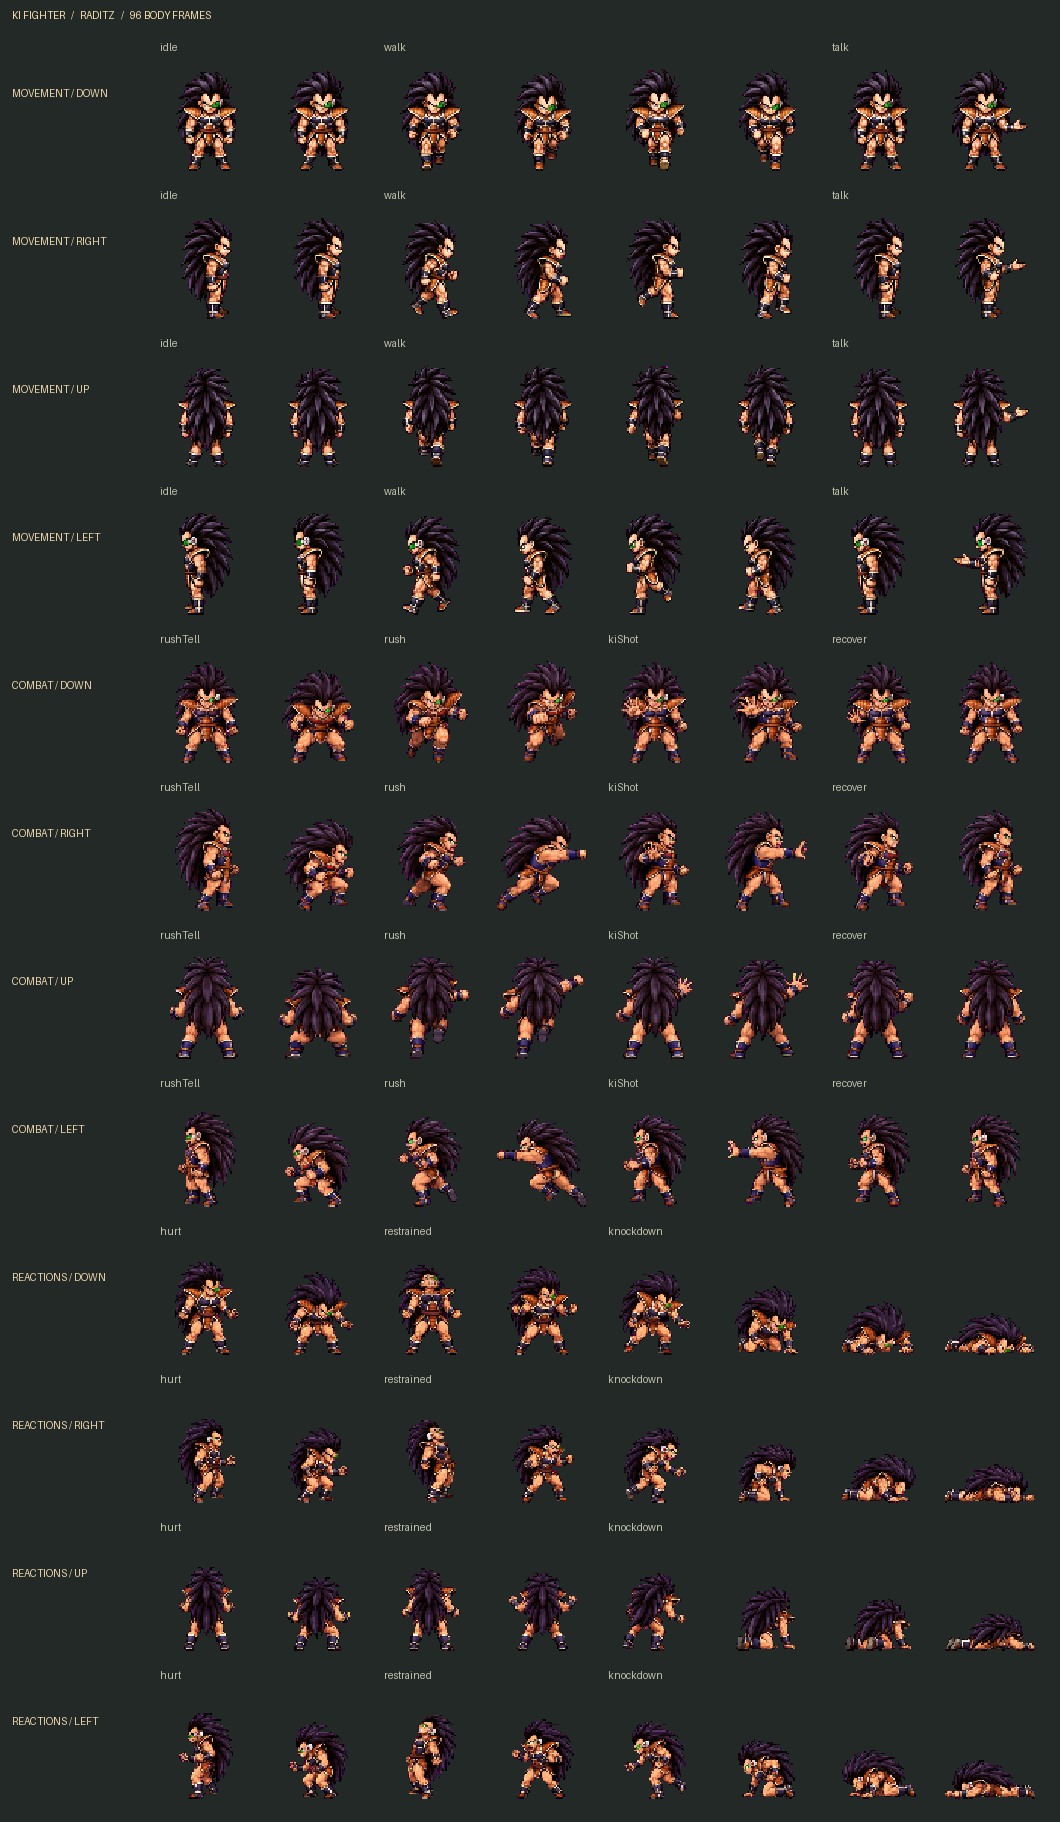 KI FIGHTER / RADITZ / 96 BODY FRAMES
idle walk talk
MOVEMENT / DOWN
idle walk talk
MOVEMENT / RIGHT
idle walk talk
MOVEMENT / UP
idle walk talk
MOVEMENT / LEFT
rushTell rush kiShot recover
COMBAT / DOWN
rushTell rush kiShot recover
COMBAT / RIGHT
rushTell rush kiShot recover
COMBAT / UP
rushTell rush kiShot recover
COMBAT / LEFT
hurt restrained knockdown
REACTIONS / DOWN
hurt restrained knockdown
REACTIONS / RIGHT
hurt restrained knockdown
REACTIONS / UP
hurt restrained knockdown
REACTIONS / LEFT